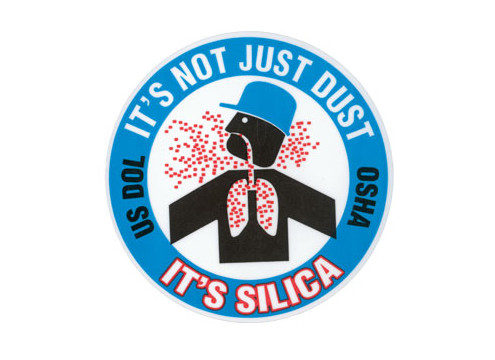 IT'S NOT JUST DUST
US DOL
OSHA
IT'S SILICA